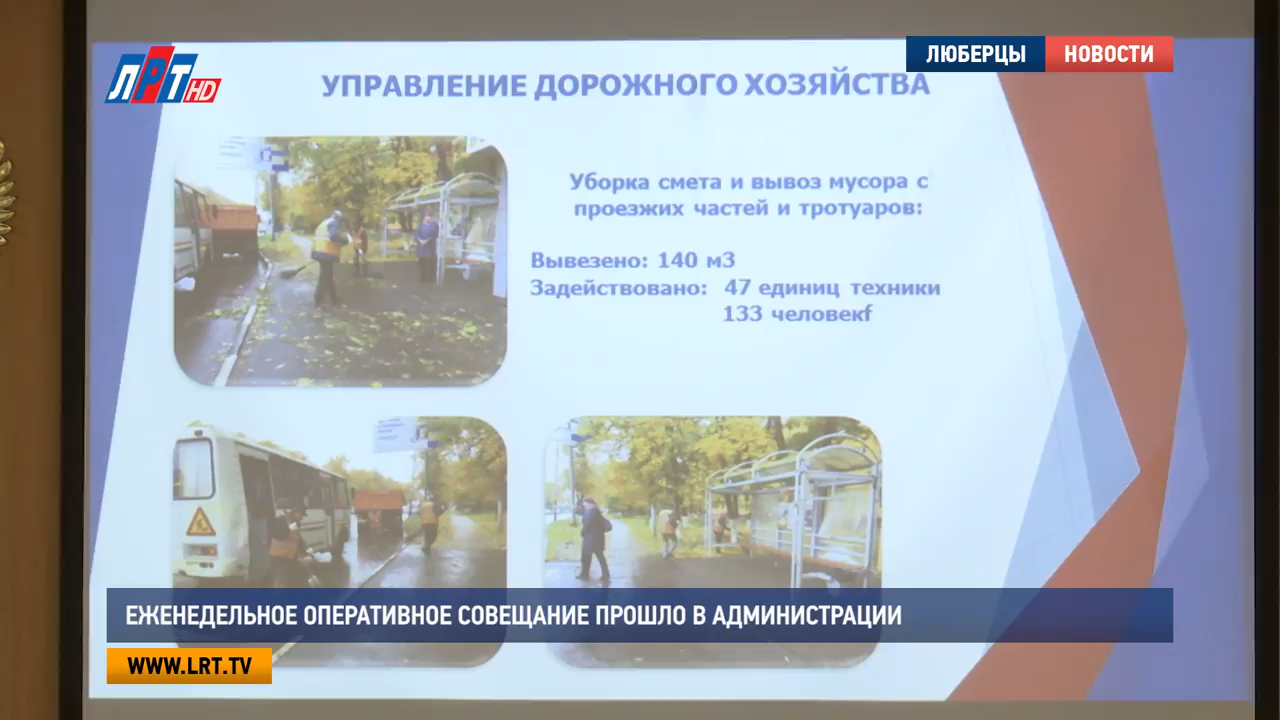 ЛРТ HD
ЛЮБЕРЦЫ НОВОСТИ
УПРАВЛЕНИЕ ДОРОЖНОГО ХОЗЯЙСТВА
Уборка смета и вывоз мусора с
проезжих частей и тротуаров:
Вывезено: 140 м3
Задействовано: 47 единиц техники
133 человекf
ЕЖЕНЕДЕЛЬНОЕ ОПЕРАТИВНОЕ СОВЕЩАНИЕ ПРОШЛО В АДМИНИСТРАЦИИ
WWW.LRT.TV